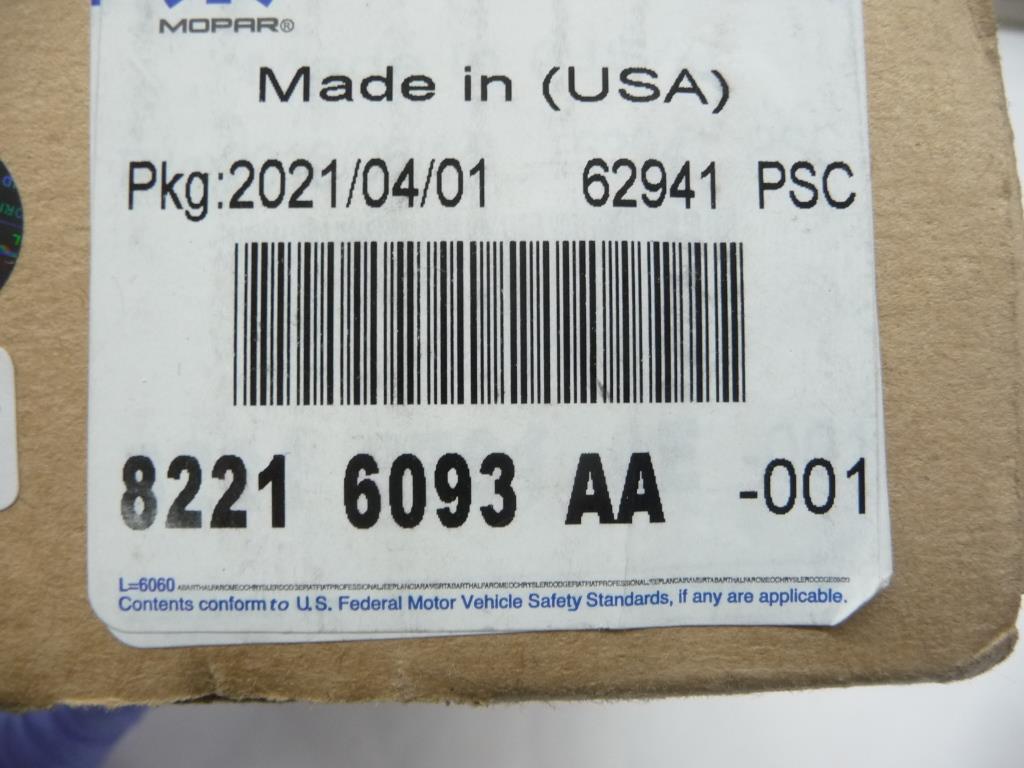 MOPAR®
Made in (USA)
Pkg:2021/04/01 62941 PSC
8221 6093 AA -001
L=6060
Contents conform to U.S. Federal Motor Vehicle Safety Standards, if any are applicable.